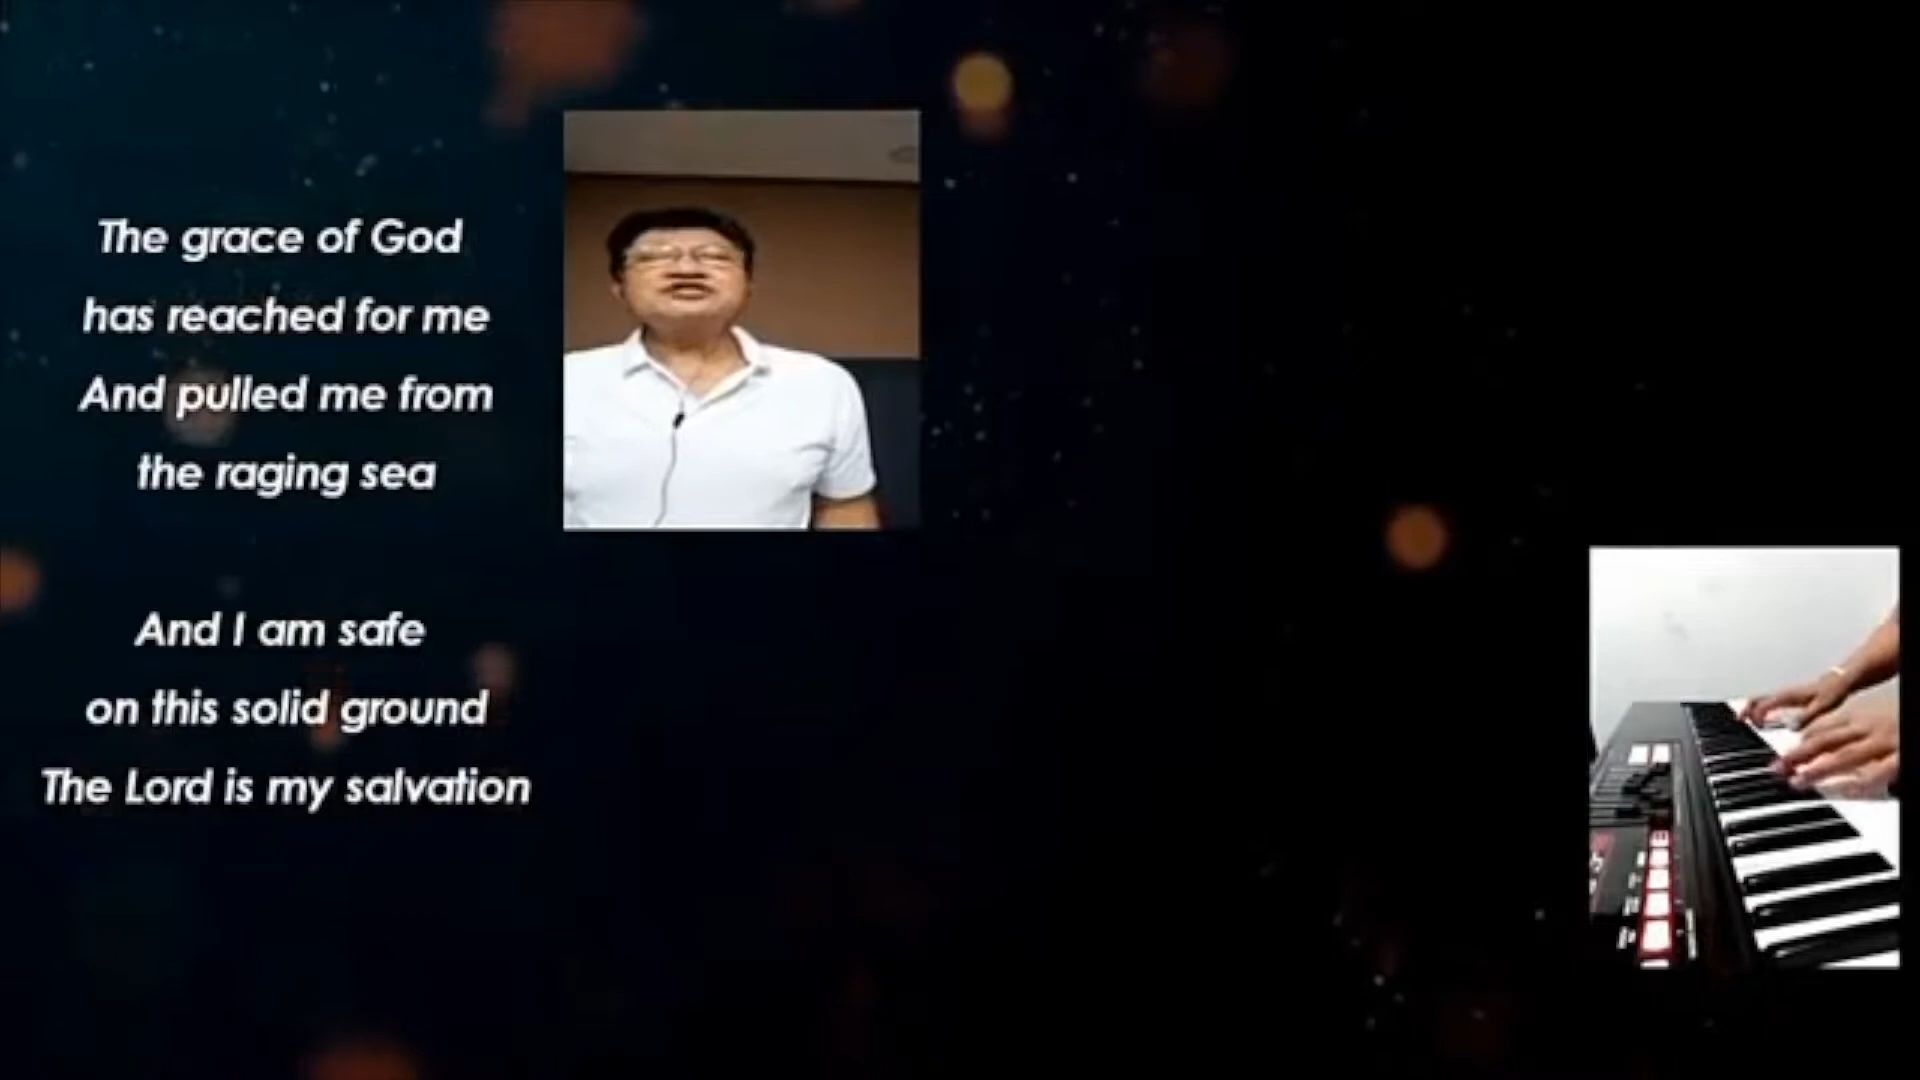 The grace of God
has reached for me
And pulled me from
the raging sea
And I am safe
on this solid ground
The Lord is my salvation